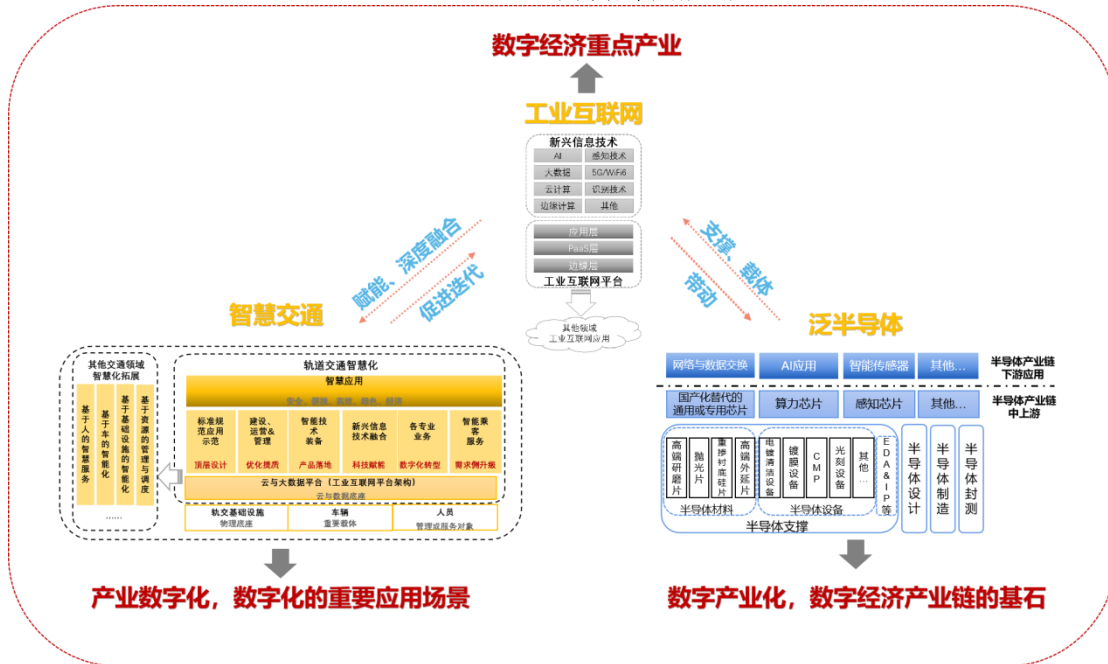 数字经济重点产业
工业互联网
新兴信息技术
AI
感知技术
大数据
5G/WiFi6
云计算
识别技术
边缘计算
其他
应用层
PaaS层
边缘层
工业互联网平台
其他领域
工业互联网应用
赋能、深度融合
促进迭代
支撑、载体
带动
智慧交通
其他交通领域
智慧化拓展
基于人的智慧服务
基于车的智能化
基于基础设施的智能化
基于资源的管理与调度
……
轨道交通智慧化
智慧应用
安全、便捷、高效、绿色、经济
标准规
范应用
示范
顶层设计
建设、
运营&
管理
优化提质
智能技
术
装备
产品落地
新兴信息
技术融合
科技赋能
各专业
业务
数字化转型
智能乘
客
服务
需求侧升级
云与大数据平台（工业互联网平台架构）
云与数据底座
轨交基础设施
物理底座
车辆
重要载体
人员
管理或服务对象
产业数字化，数字化的重要应用场景
泛半导体
网络与数据交换
AI应用
智能传感器
其他…
半导体产业链
下游应用
国产化替代的
通用或专用芯片
算力芯片
感知芯片
其他…
半导体产业链
中上游
高端研磨片
抛光片
重掺衬底硅片
高端外延片
半导体材料
电镀清洁设备
镀膜设备
CMP
光刻设备
其他…
半导体设备
EDA&IP等
半导体支撑
半导体设计
半导体制造
半导体封测
数字产业化，数字经济产业链的基石